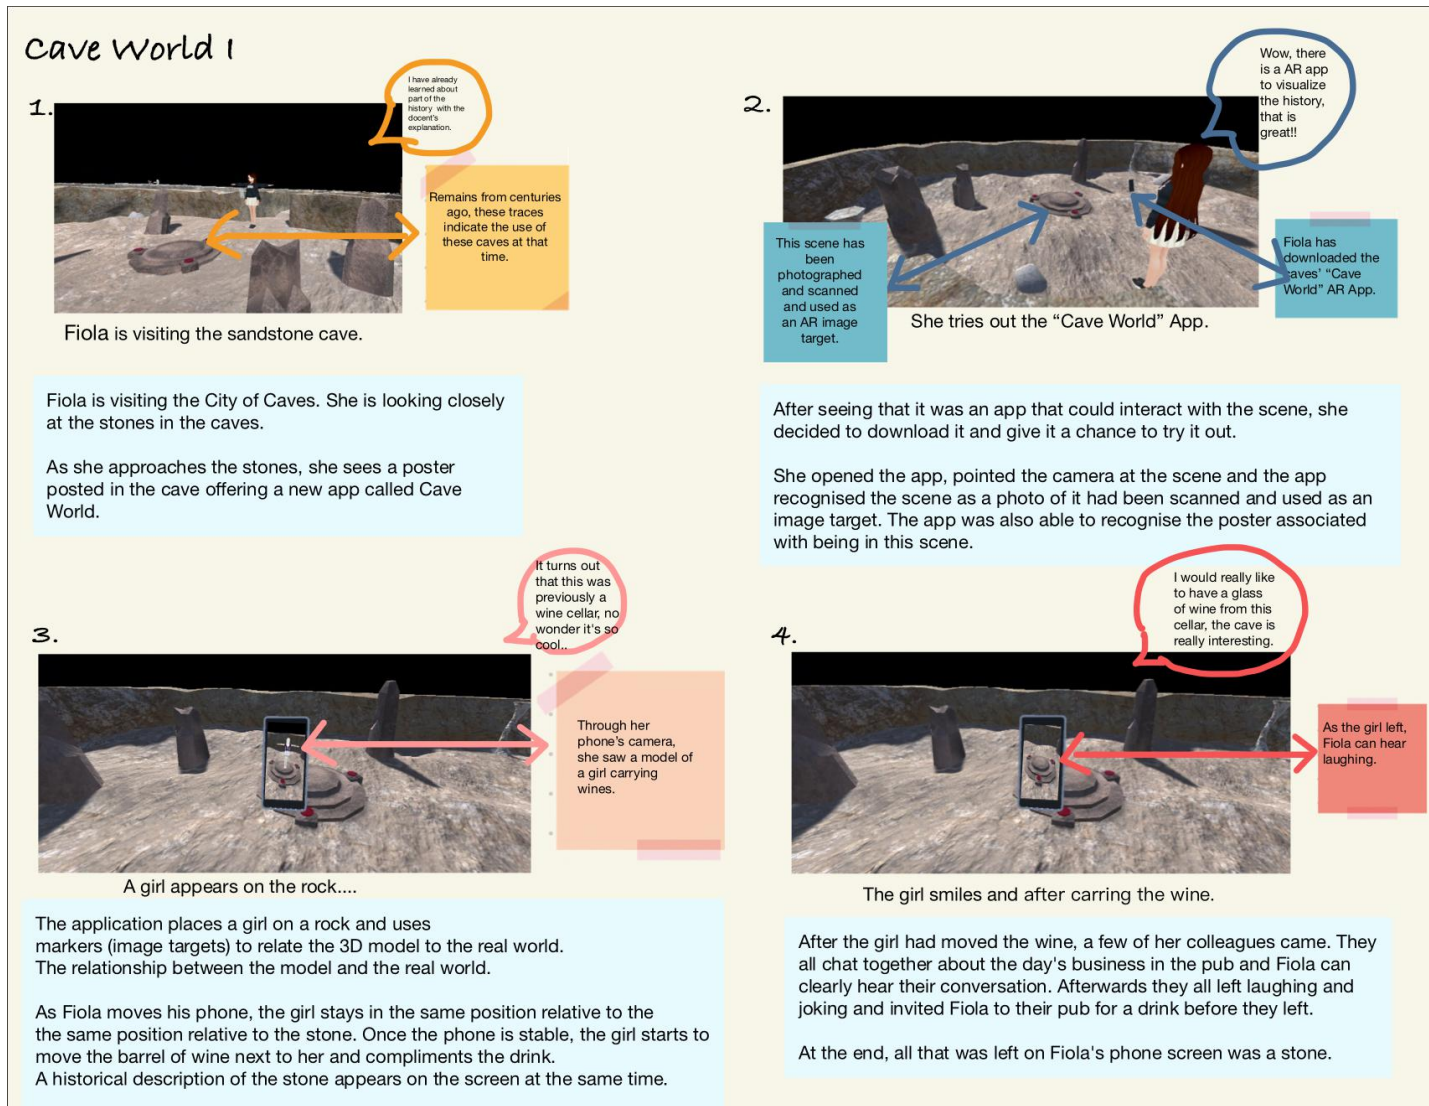 Cave World 1
1.
I have already
learned about
part of the
history with the
docent's
explanation.
Remains from centuries
ago, these traces
indicate the use of
these caves at that
time.
Fiola is visiting the sandstone cave.
Fiola is visiting the City of Caves. She is looking closely
at the stones in the caves.
As she approaches the stones, she sees a poster
posted in the cave offering a new app called Cave
World.
2.
Wow, there
is a AR app
to visualize
the history,
that is
great!!
This scene has
been
photographed
and scanned
and used as
an AR image
target.
Fiola has
downloaded the
caves' “Cave
World” AR App.
She tries out the “Cave World” App.
After seeing that it was an app that could interact with the scene, she
decided to download it and give it a chance to try it out.
She opened the app, pointed the camera at the scene and the app
recognised the scene as a photo of it had been scanned and used as an
image target. The app was also able to recognise the poster associated
with being in this scene.
3.
It turns out
that this was
previously a
wine cellar, no
wonder it's so
cool..
Through her
phone's camera,
she saw a model of
a girl carrying
wines.
A girl appears on the rock....
The application places a girl on a rock and uses
markers (image targets) to relate the 3D model to the real world.
The relationship between the model and the real world.
As Fiola moves his phone, the girl stays in the same position relative to the
the same position relative to the stone. Once the phone is stable, the girl starts to
move the barrel of wine next to her and compliments the drink.
A historical description of the stone appears on the screen at the same time.
4.
I would really like
to have a glass
of wine from this
cellar, the cave is
really interesting.
As the girl left,
Fiola can hear
laughing.
The girl smiles and after carring the wine.
After the girl had moved the wine, a few of her colleagues came. They
all chat together about the day's business in the pub and Fiola can
clearly hear their conversation. Afterwards they all left laughing and
joking and invited Fiola to their pub for a drink before they left.
At the end, all that was left on Fiola's phone screen was a stone.